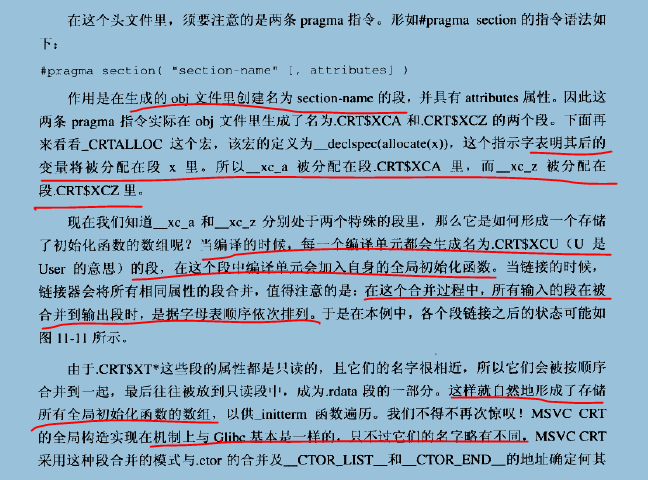 在这个头文件里，须要注意的是两条 pragma 指令。形如#pragma section 的指令语法如
下：
#pragma section( "section-name" [, attributes] )
作用是在生成的 obj 文件里创建名为 section-name 的段，并具有 attributes 属性。因此这
两条 pragma 指令实际在 obj 文件里生成了名为.CRT$XCA 和.CRT$XCZ 的两个段。下面再
来看看_CRTALLOC 这个宏，该宏的定义为__declspec(allocate(x))，这个指示字表明其后的
变量将被分配在段 x 里。所以__xc_a 被分配在段.CRT$XCA 里，而__xc_z 被分配在
段.CRT$XCZ 里。
现在我们知道__xc_a 和__xc_z 分别处于两个特殊的段里，那么它是如何形成一个存储
了初始化函数的数组呢？当编译的时候，每一个编译单元都会生成名为.CRT$XCU（U 是
User 的意思）的段，在这个段中编译单元会加入自身的全局初始化函数。当链接的时候，
链接器会将所有相同属性的段合并，值得注意的是：在这个合并过程中，所有输入的段在被
合并到输出段时，是据字母表顺序依次排列。于是在本例中，各个段链接之后的状态可能如
图 11-11 所示。
由于.CRT$XT*这些段的属性都是只读的，且它们的名字很相近，所以它们会被按顺序
合并到一起，最后往往被放到只读段中，成为.rdata 段的一部分。这样就自然地形成了存储
所有全局初始化函数的数组，以供_initterm 函数遍历。我们不得不再次惊叹！MSVC CRT
的全局构造实现在机制上与 Glibc 基本是一样的，只不过它们的名字略有不同。MSVC CRT
采用这种段合并的模式与.ctor 的合并及__CTOR_LIST__和__CTOR_END__的地址确定何其